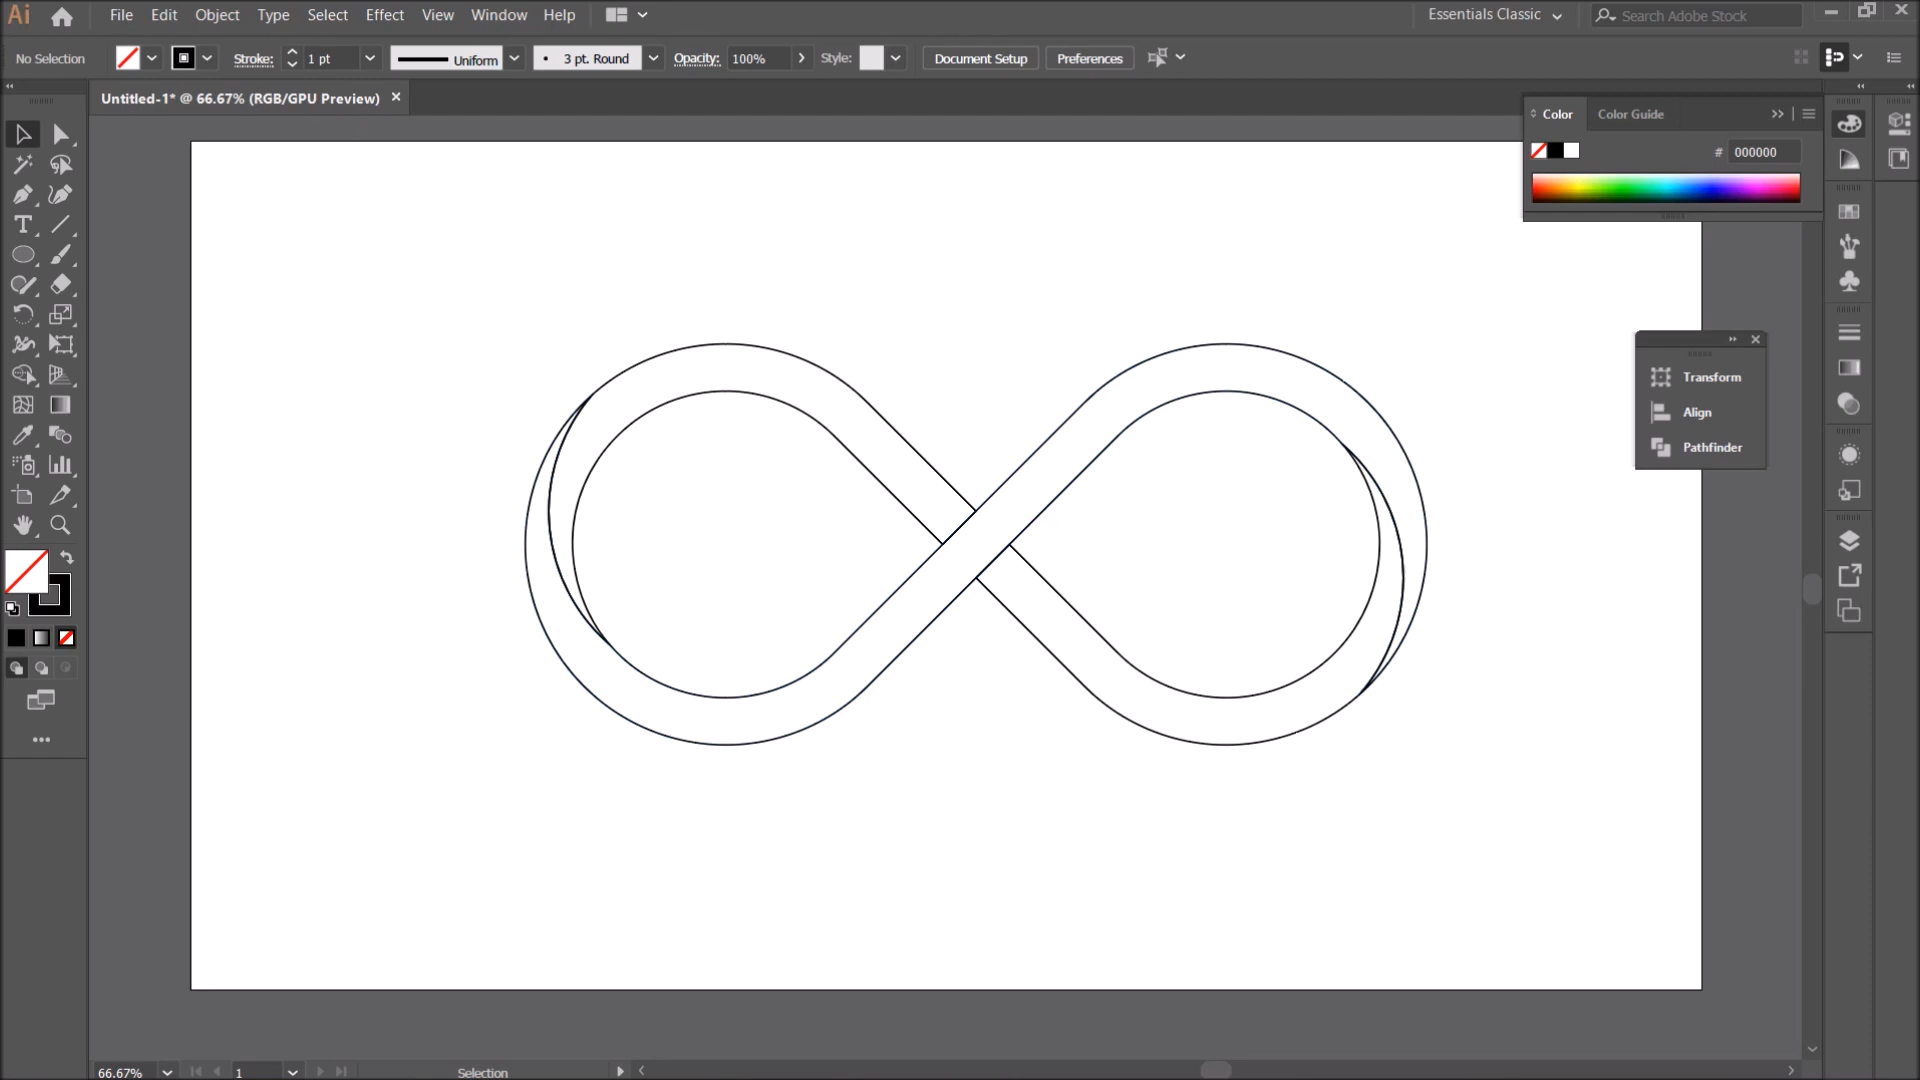 Ai File Edit Object Type Select Effect View Window Help Essentials Classic Search Adobe Stock
No Selection Stroke: 1 pt Uniform 3 pt. Round Opacity: 100% Style: Document Setup Preferences
Untitled-1* @ 66.67% (RGB/GPU Preview)
Color Color Guide
# 000000
Transform
Align
Pathfinder
66.67% 1 Selection